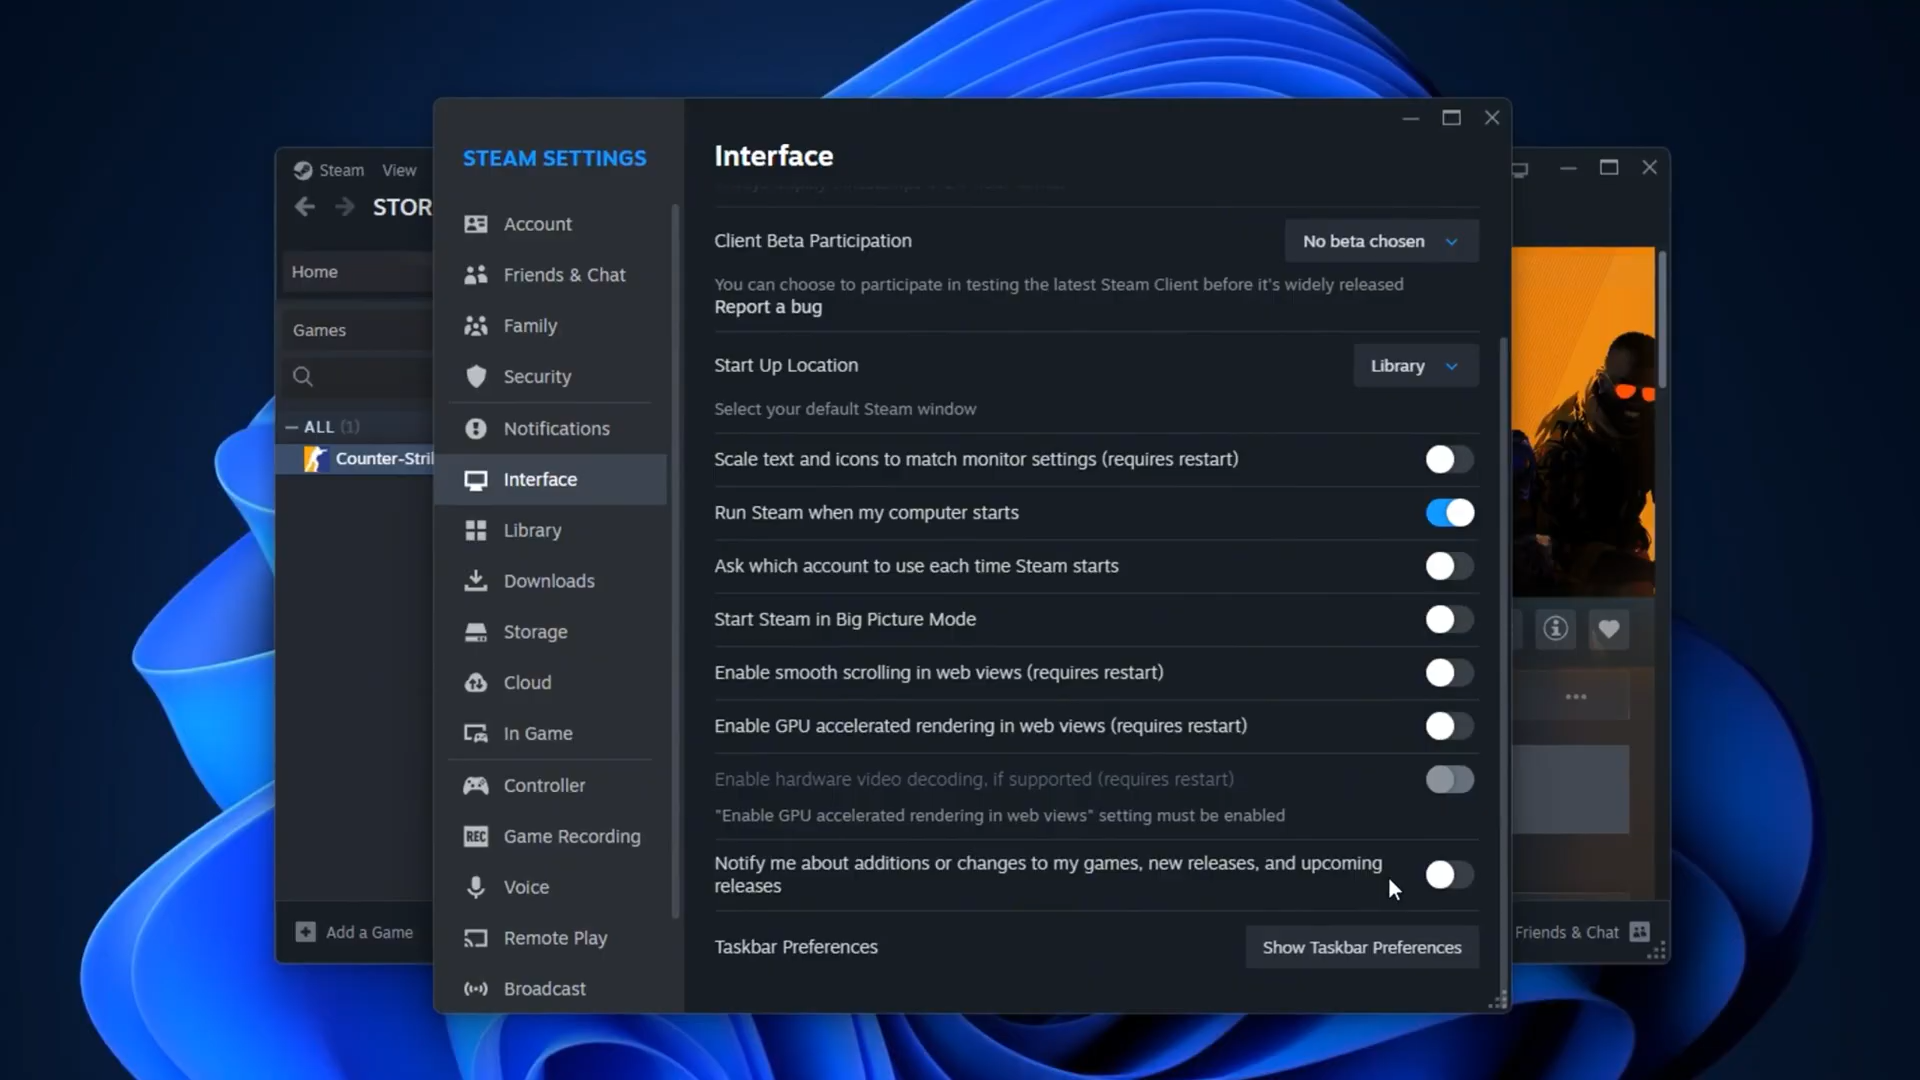 Steam View
STOR
Home
Games
ALL (1)
Counter-Stri
Add a Game
STEAM SETTINGS
Account
Friends & Chat
Family
Security
Notifications
Interface
Library
Downloads
Storage
Cloud
In Game
Controller
REC Game Recording
Voice
Remote Play
Broadcast
Interface
Client Beta Participation No beta chosen
You can choose to participate in testing the latest Steam Client before it's widely released
Report a bug
Start Up Location Library
Select your default Steam window
Scale text and icons to match monitor settings (requires restart)
Run Steam when my computer starts
Ask which account to use each time Steam starts
Start Steam in Big Picture Mode
Enable smooth scrolling in web views (requires restart)
Enable GPU accelerated rendering in web views (requires restart)
Enable hardware video decoding, if supported (requires restart)
"Enable GPU accelerated rendering in web views" setting must be enabled
Notify me about additions or changes to my games, new releases, and upcoming
releases
Taskbar Preferences Show Taskbar Preferences
Friends & Chat